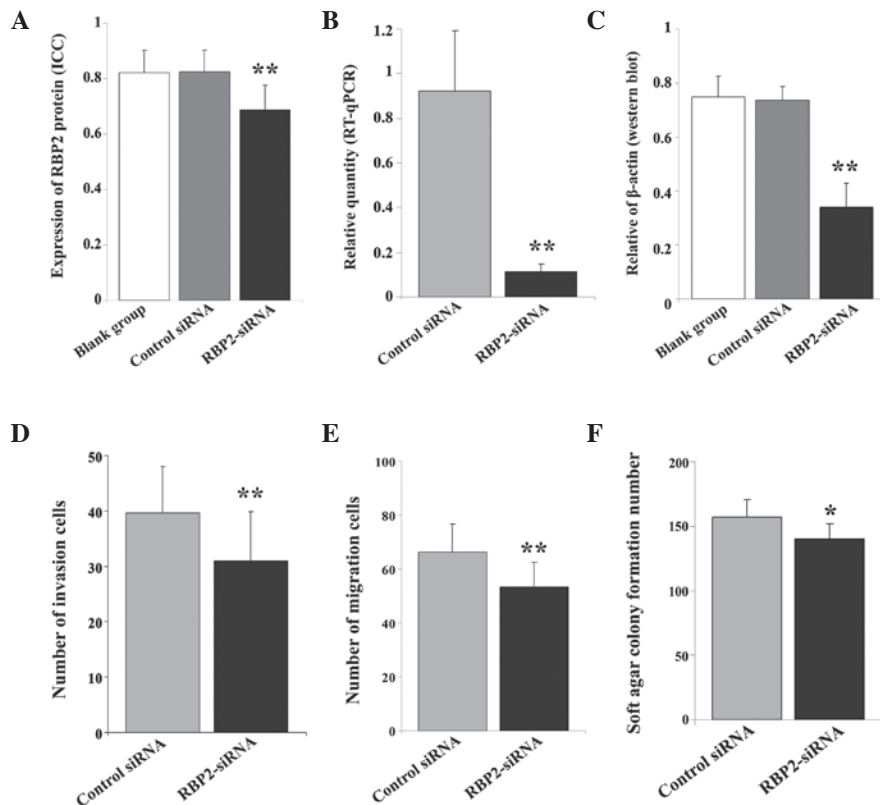 A
Expression of RBP2 protein (ICC)
1
0.8
0.6
0.4
0.2
0
**
Blank group
Control siRNA
RBP2-siRNA
B
Relative quantity (RT-qPCR)
1.2
1
0.8
0.6
0.4
0.2
0
**
Control siRNA
RBP2-siRNA
C
Relative of β-actin (western blot)
1
0.8
0.6
0.4
0.2
0
**
Blank group
Control siRNA
RBP2-siRNA
D
Number of invasion cells
50
40
30
20
10
00
**
Control siRNA
RBP2-siRNA
E
Number of migration cells
100
80
60
40
20
0
**
Control siRNA
RBP2-siRNA
F
Soft agar colony formation number
200
150
100
50
0
*
Control siRNA
RBP2-siRNA